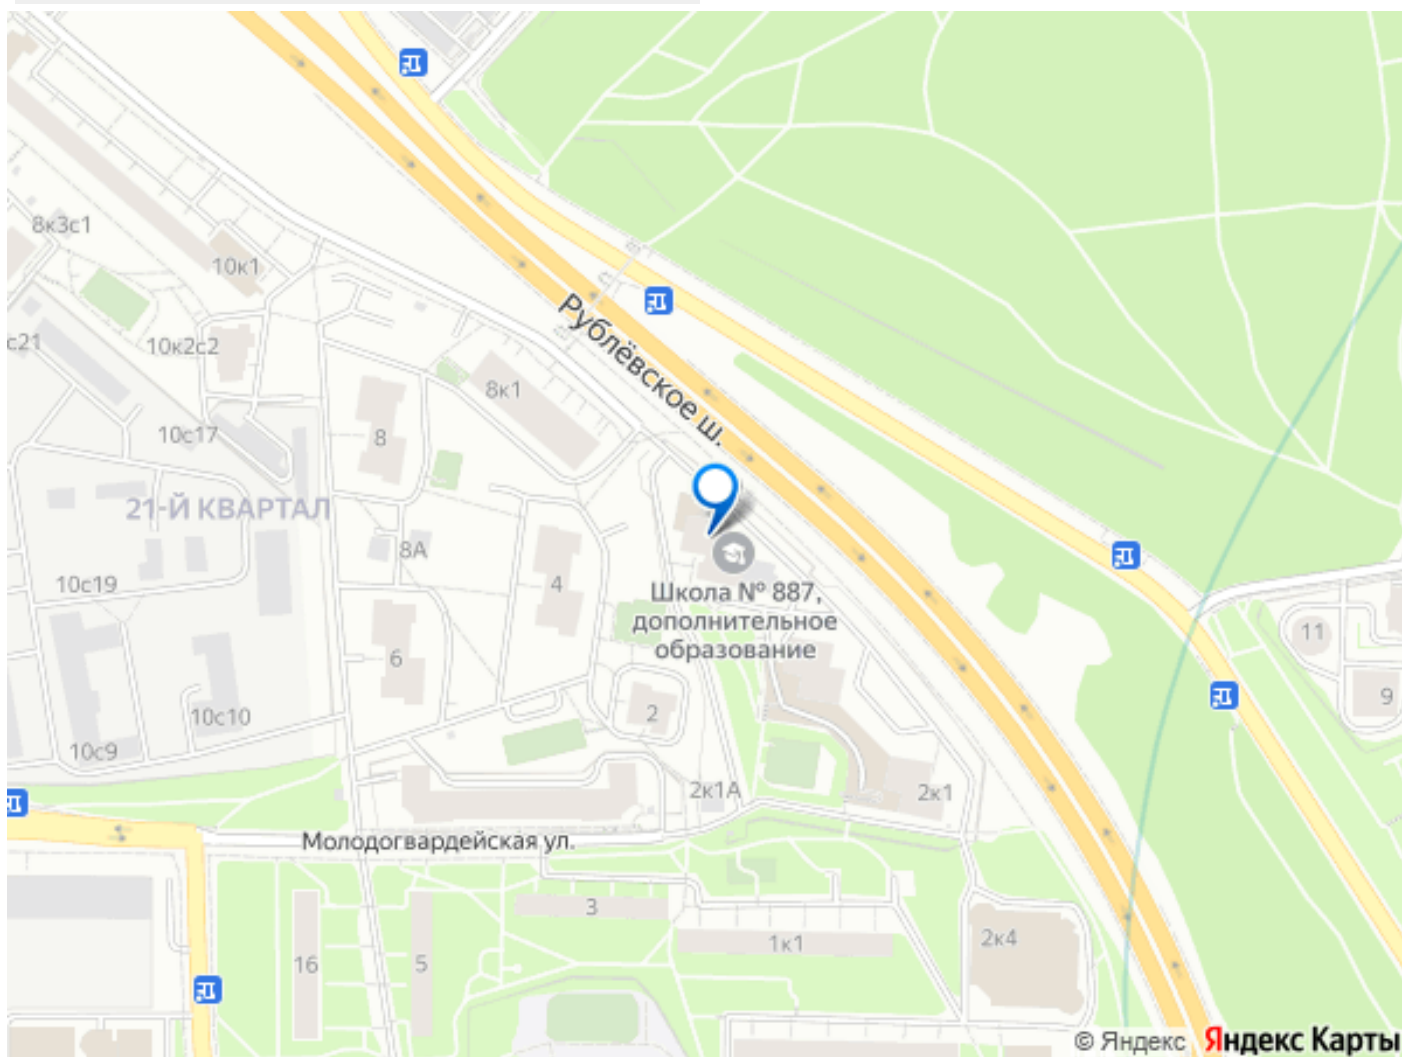 8к3с1
10к1
с21
10к2с2
Рублёвское ш.
8к1
8
10с17
21-Й КВАРТАЛ
8А
10с19
4
Школа № 887,
дополнительное
образование
11
6
9
10с10
2
10с9
2к1А
2к1
Молодогвардейская ул.
3
1к1
2к4
16
5
© Яндекс Яндекс Карты